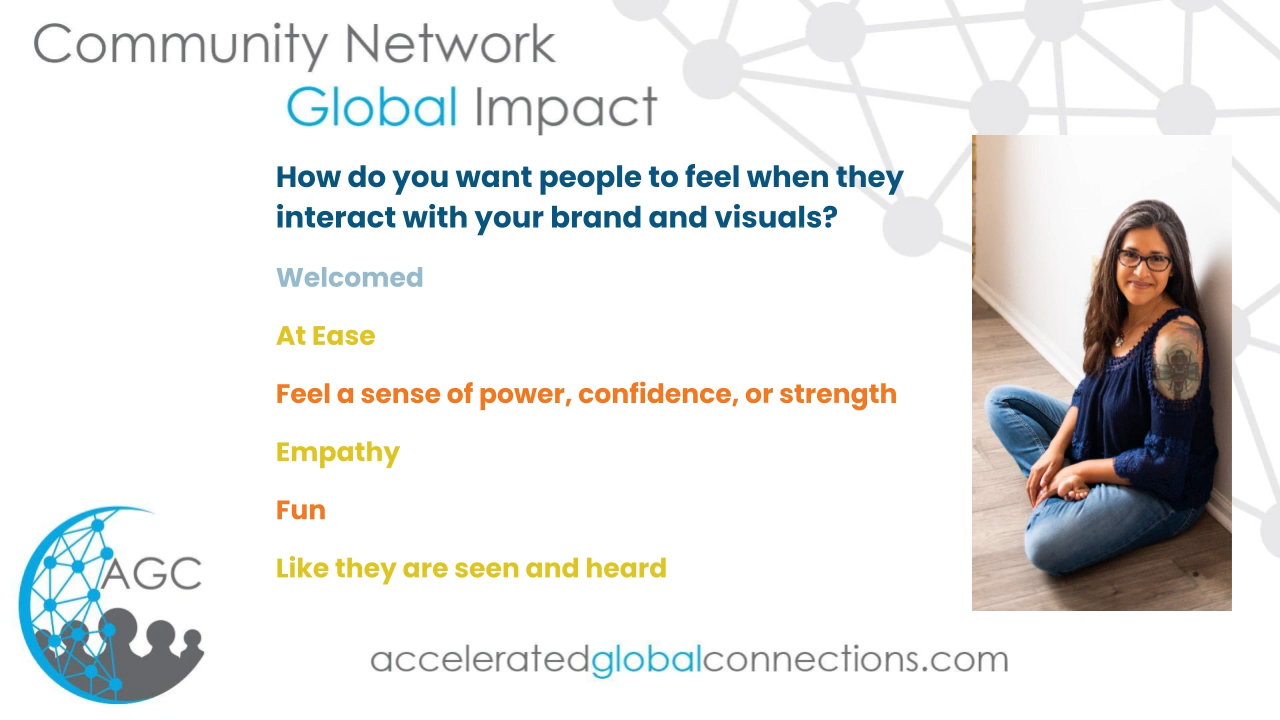 Community Network
Global Impact
How do you want people to feel when they
interact with your brand and visuals?
Welcomed
At Ease
Feel a sense of power, confidence, or strength
Empathy
Fun
Like they are seen and heard
AGC
acceleratedglobalconnections.com